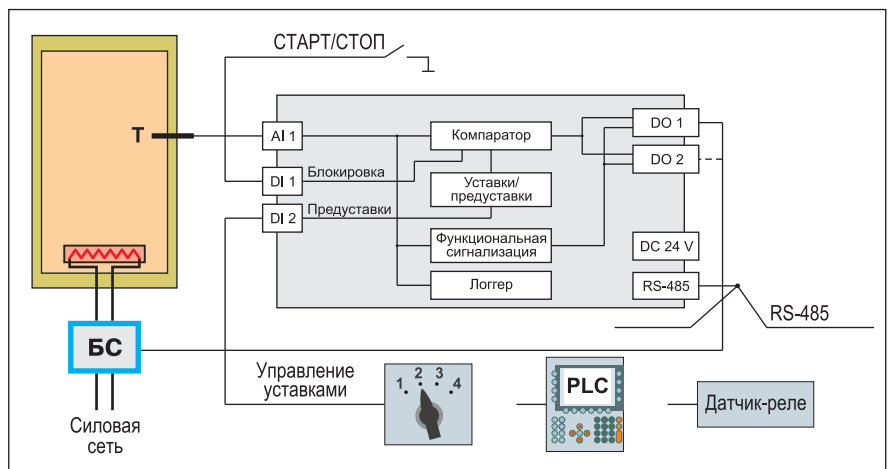 СТАРТ/СТОП
T
AI 1
Компаратор
DO 1
DO 2
DI 1
Блокировка
Уставки/
предуставки
DI 2
Предуставки
Функциональная
сигнализация
DC 24 V
Логгер
RS-485
RS-485
БС
Управление
уставками
1
2
3
4
PLC
Датчик-реле
Силовая
сеть